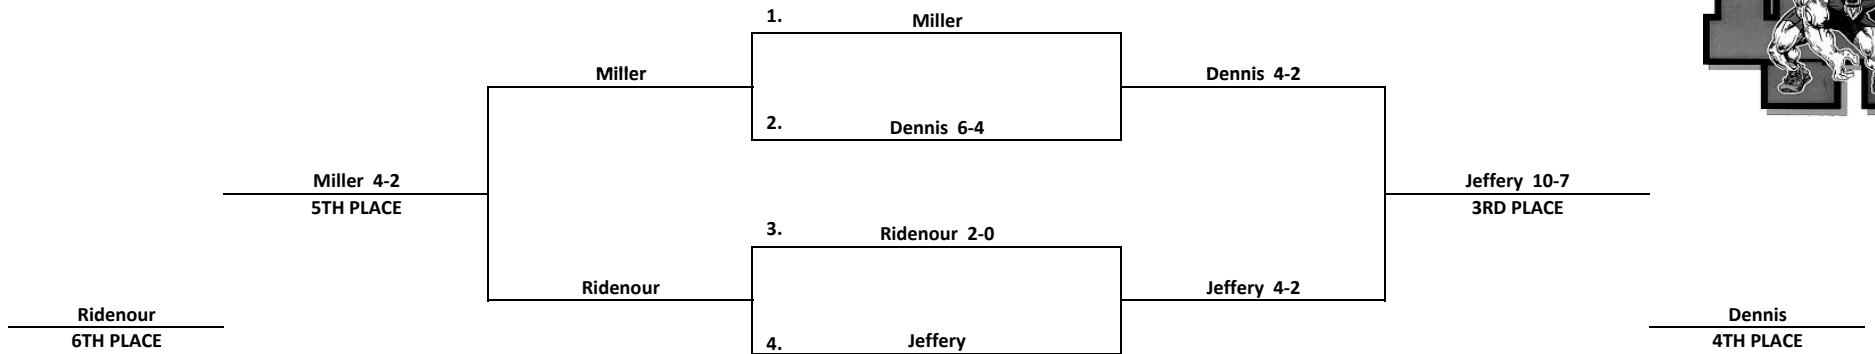 1. Miller
Miller
Dennis 4-2
2. Dennis 6-4
Miller 4-2
5TH PLACE
Jeffery 10-7
3RD PLACE
3. Ridenour 2-0
Ridenour
Jeffery 4-2
Ridenour
6TH PLACE
4. Jeffery
Dennis
4TH PLACE